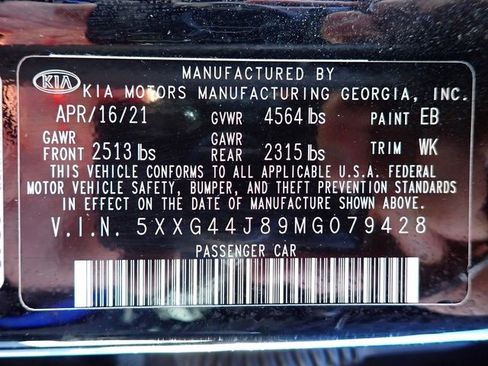 MANUFACTURED BY
KIA KIA MOTORS MANUFACTURING GEORGIA, INC.
APR/16/21 GVWR 4564 lbs PAINT EB
GAWR FRONT 2513 lbs GAWR REAR 2315 lbs TRIM WK
THIS VEHICLE CONFORMS TO ALL APPLICABLE U.S.A. FEDERAL
MOTOR VEHICLE SAFETY, BUMPER, AND THEFT PREVENTION STANDARDS
IN EFFECT ON THE DATE OF MANUFACTURE SHOWN ABOVE.
V.I.N. 5XXG44J89MG079428
PASSENGER CAR